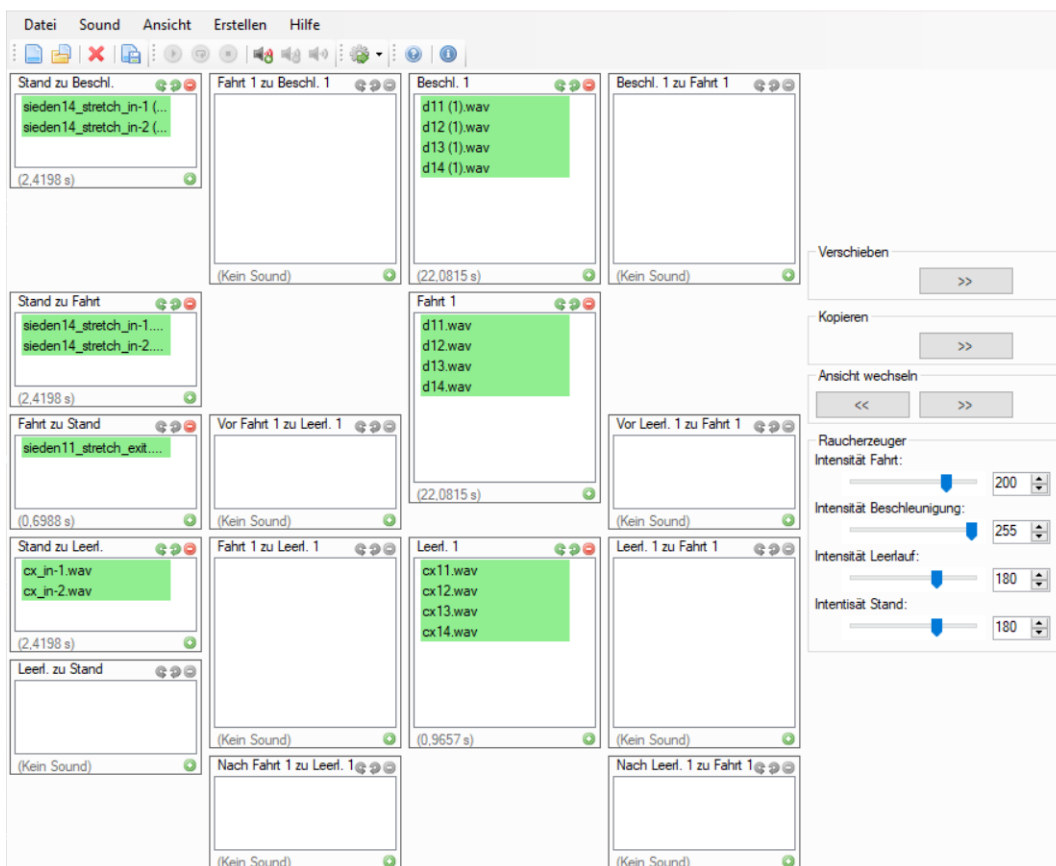 Datei Sound Ansicht Erstellen Hilfe
Stand zu Beschl.
sieden14_stretch_in-1 (...
sieden14_stretch_in-2 (...
(2,4198 s)
Fahrt 1 zu Beschl. 1
(Kein Sound)
Beschl. 1
d11 (1).wav
d12 (1).wav
d13 (1).wav
d14 (1).wav
(22,0815 s)
Beschl. 1 zu Fahrt 1
(Kein Sound)
Stand zu Fahrt
sieden14_stretch_in-1....
sieden14_stretch_in-2....
(2,4198 s)
Fahrt 1
d11.wav
d12.wav
d13.wav
d14.wav
(22,0815 s)
Fahrt zu Stand
sieden11_stretch_exit....
(0,6988 s)
Vor Fahrt 1 zu Leerl. 1
(Kein Sound)
Vor Leerl. 1 zu Fahrt 1
(Kein Sound)
Stand zu Leerl.
cx_in-1.wav
cx_in-2.wav
(2,4198 s)
Fahrt 1 zu Leerl. 1
(Kein Sound)
Leerl. 1
cx11.wav
cx12.wav
cx13.wav
cx14.wav
(0,9657 s)
Leerl. 1 zu Fahrt 1
(Kein Sound)
Leerl. zu Stand
(Kein Sound)
Nach Fahrt 1 zu Leerl. 1
(Kein Sound)
Nach Leerl. 1 zu Fahrt 1
(Kein Sound)
Verschieben
>>
Kopieren
>>
Ansicht wechseln
<< >>
Raucherzeuger
Intensität Fahrt:
200
Intensität Beschleunigung:
255
Intensität Leerlauf:
180
Intentisät Stand:
180